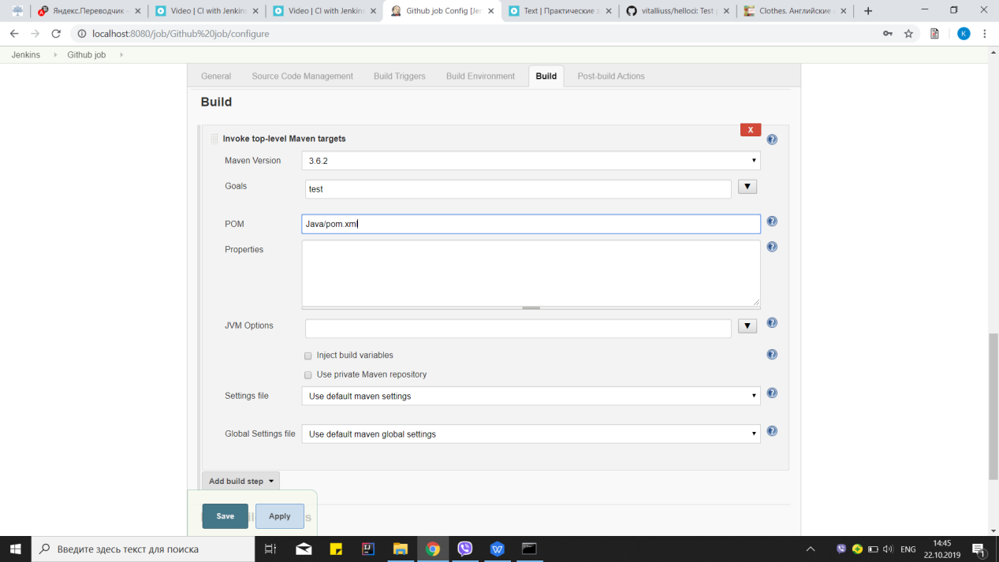 Яндекс.Переводчик –
Video | CI with Jenkins
Video | CI with Jenkins
Github job Config [Jen
Text | Практические з
vitalliuss/helloci: Test
Clothes. Английские
localhost:8080/job/Github%20job/configure
K
Jenkins
Github job
General
Source Code Management
Build Triggers
Build Environment
Build
Post-build Actions
Build
X
Invoke top-level Maven targets
Maven Version
3.6.2
Goals
test
POM
Java/pom.xml
Properties
JVM Options
Inject build variables
Use private Maven repository
Settings file
Use default maven settings
Global Settings file
Use default maven global settings
Add build step
Save
Apply
Введите здесь текст для поиска
ENG
14:45
22.10.2019
1